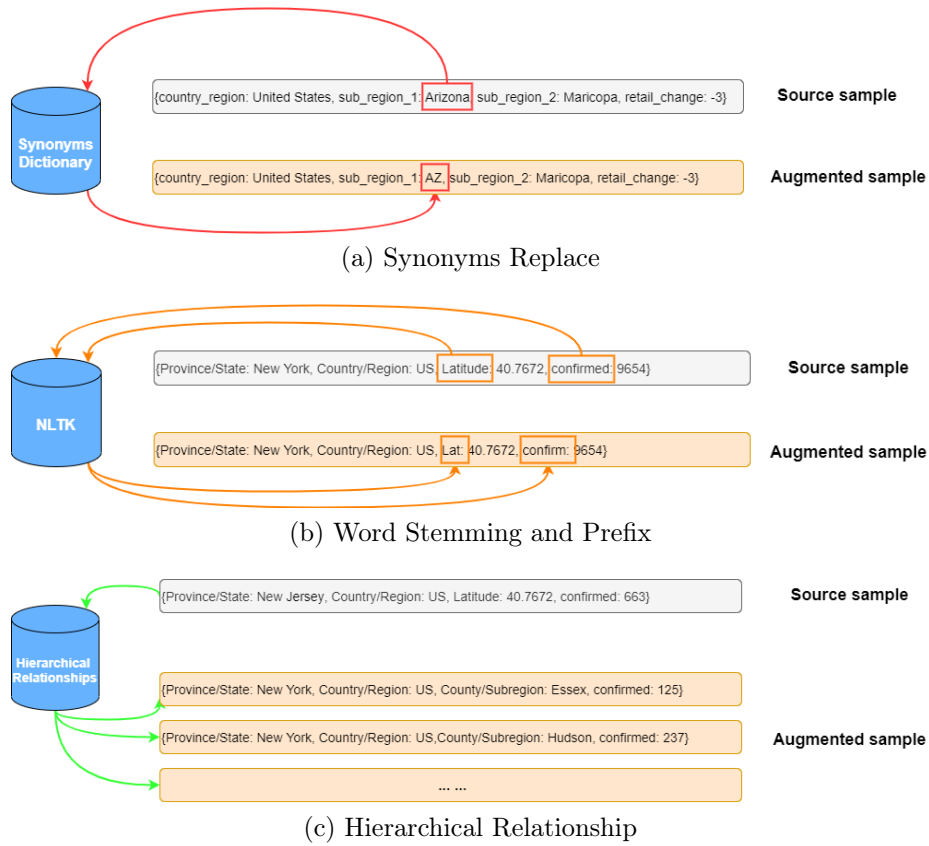 {country_region: United States, sub_region_1: Arizona, sub_region_2: Maricopa, retail_change: -3}
Source sample
Synonyms
Dictionary
{country_region: United States, sub_region_1: AZ, sub_region_2: Maricopa, retail_change: -3}
Augmented sample
(a) Synonyms Replace
{Province/State: New York, Country/Region: US, Latitude: 40.7672, confirmed: 9654}
Source sample
NLTK
{Province/State: New York, Country/Region: US, Lat: 40.7672, confirm: 9654}
Augmented sample
(b) Word Stemming and Prefix
{Province/State: New Jersey, Country/Region: US, Latitude: 40.7672, confirmed: 663}
Source sample
Hierarchical
Relationships
{Province/State: New York, Country/Region: US, County/Subregion: Essex, confirmed: 125}
{Province/State: New York, Country/Region: US,County/Subregion: Hudson, confirmed: 237}
Augmented sample
... ...
(c) Hierarchical Relationship